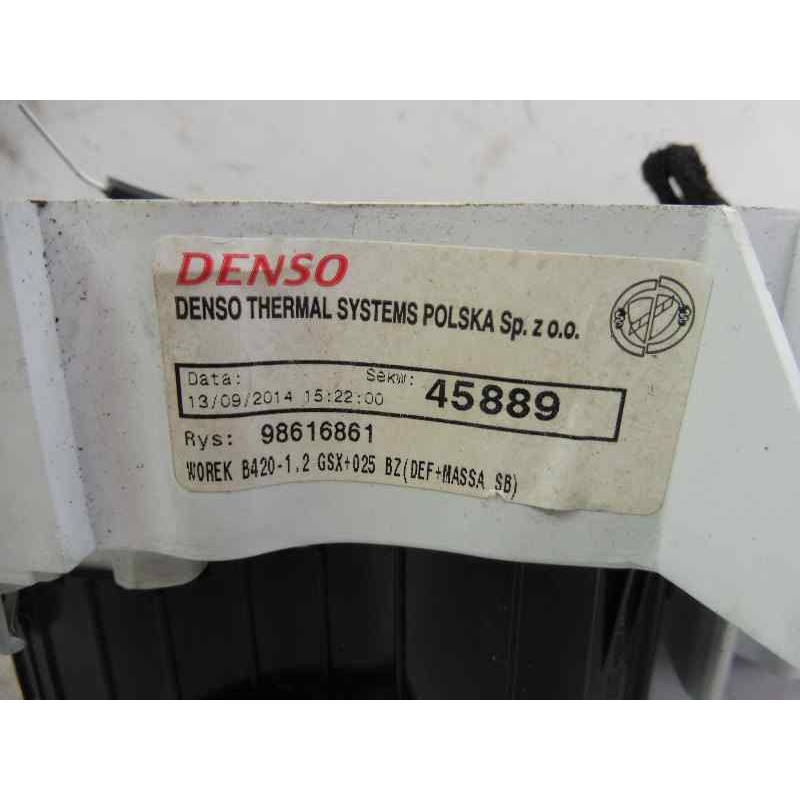 DENSO
DENSO THERMAL SYSTEMS POLSKA Sp. z o.o.
Data: Sekw: 45889
13/09/2014 15:22:00
Rys: 98616861
WOREK B420-1,2 GSX+025 BZ(DEF+MASSA SB)